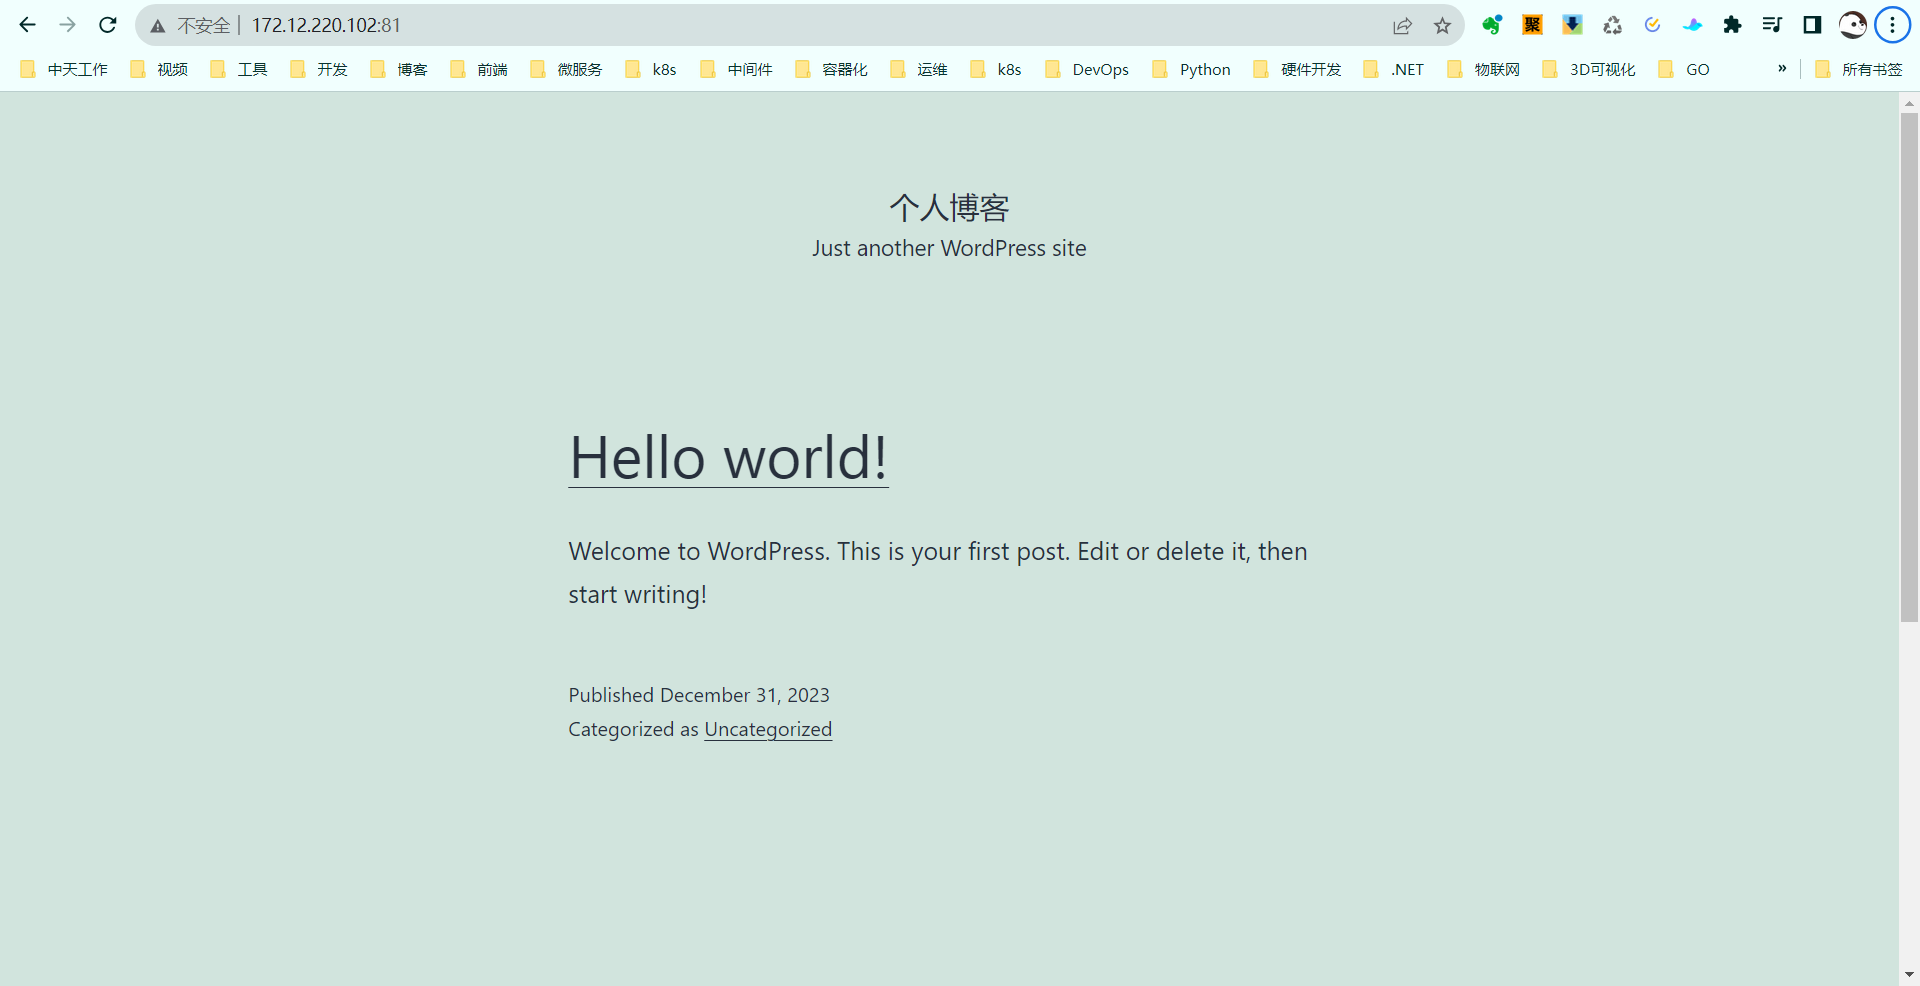 不安全 172.12.220.102:81 聚
中天工作 视频 工具 开发 博客 前端 微服务 k8s 中间件 容器化 运维 k8s DevOps Python 硬件开发 .NET 物联网 3D可视化 GO » 所有书签
个人博客
Just another WordPress site
Hello world!
Welcome to WordPress. This is your first post. Edit or delete it, then
start writing!
Published December 31, 2023
Categorized as Uncategorized